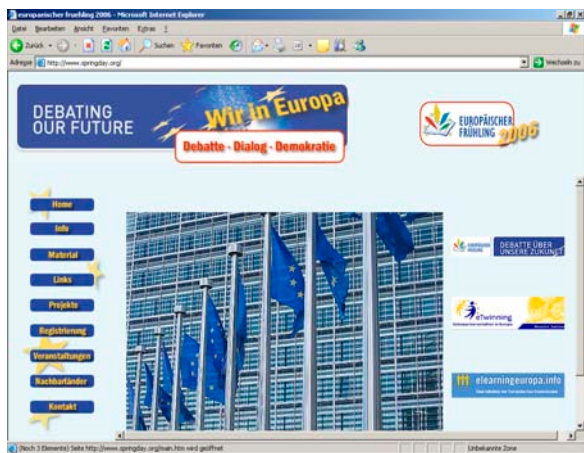 europaeischer fruehling 2006 - Microsoft Internet Explorer
Datei Bearbeiten Ansicht Favoriten Extras ?
Zurück Suchen Favoriten
Adresse http://www.springday.org/ Wechseln zu
DEBATING
OUR FUTURE
Wir in Europa
Debatte - Dialog - Demokratie
EUROPÄISCHER
FRÜHLING
2006
Home
Info
Material
Links
Projekte
Registrierung
Veranstaltungen
Nachbarländer
Kontakt
DEBATTE ÜBER
UNSERE ZUKUNFT
eTwinning
elearningeuropa.info
(Noch 3 Elemente) Seite http://www.springday.org/main.htm wird geöffnet
Unbekannte Zone